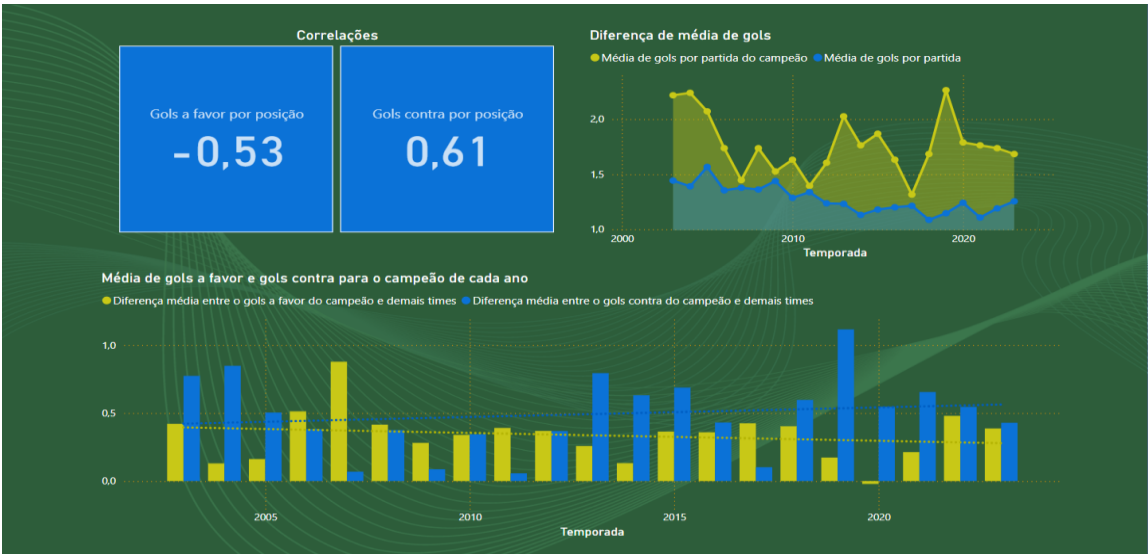 Correlações
Gols a favor por posição
-0,53
Gols contra por posição
0,61
Diferença de média de gols
Média de gols por partida do campeão Média de gols por partida
2,0
1,5
1,0
2000 2010 2020
Temporada
Média de gols a favor e gols contra para o campeão de cada ano
Diferença média entre o gols a favor do campeão e demais times Diferença média entre o gols contra do campeão e demais times
1,0
0,5
0,0
2005 2010 2015 2020
Temporada